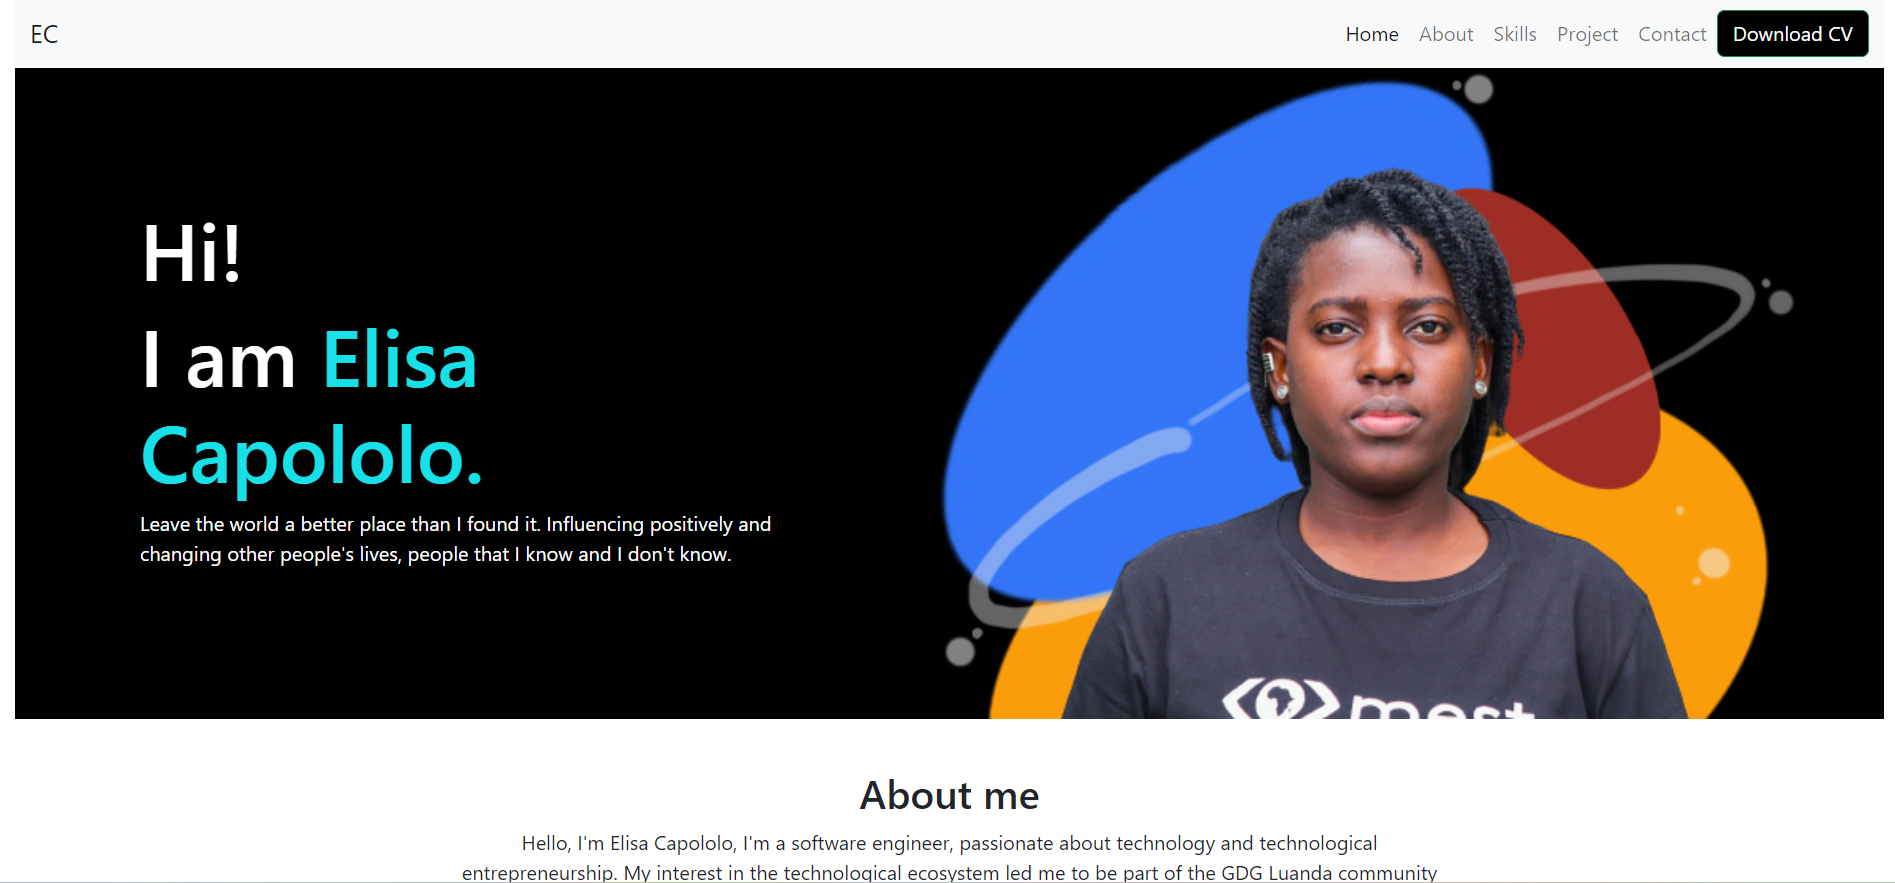 EC
Home About Skills Project Contact Download CV
Hi!
I am Elisa
Capololo.
Leave the world a better place than I found it. Influencing positively and
changing other people's lives, people that I know and I don't know.
mest
About me
Hello, I'm Elisa Capololo, I'm a software engineer, passionate about technology and technological
entrepreneurship. My interest in the technological ecosystem led me to be part of the GDG Luanda community